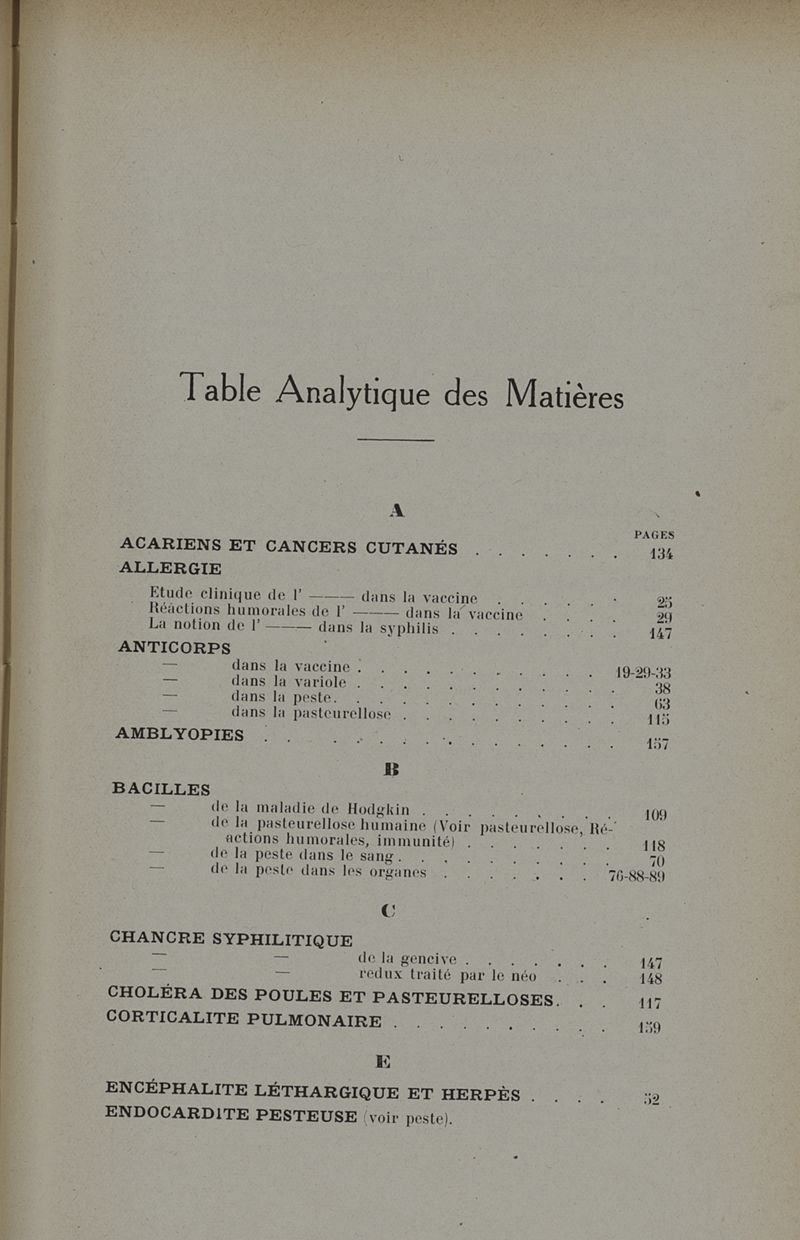 Table Analytique des Matières
A
PAGES
ACARIENS ET CANCERS CUTANÉS . . . . . . . 134
ALLERGIE
Etude clinique de l' —— dans la vaccine . . . . . . 25
Réactions humorales de l' —— dans la vaccine . . . . 29
La notion de l' —— dans la syphilis . . . . . . . . 147
ANTICORPS
— dans la vaccine . . . . . . . . . . . 19-29-33
— dans la variole . . . . . . . . . . . . 38
— dans la peste. . . . . . . . . . . . . 63
— dans la pasteurellose . . . . . . . . . . 115
AMBLYOPIES . . . . . . . . . . . . . . 157
B
BACILLES
— de la maladie de Hodgkin . . . . . . . . . 109
— de la pasteurellose humaine (Voir pasteurellose, Ré-
actions humorales, immunité) . . . . . . . 118
— de la peste dans le sang . . . . . . . . . . 70
— de la peste dans les organes . . . . . . . 76-88-89
C
CHANCRE SYPHILITIQUE
— — de la gencive . . . . . . . 147
— — redux traité par le néo . . . 148
CHOLÉRA DES POULES ET PASTEURELLOSES. . . 117
CORTICALITE PULMONAIRE . . . . . . . . . . 159
E
ENCÉPHALITE LÉTHARGIQUE ET HERPÈS . . . . 52
ENDOCARDITE PESTEUSE (voir peste).